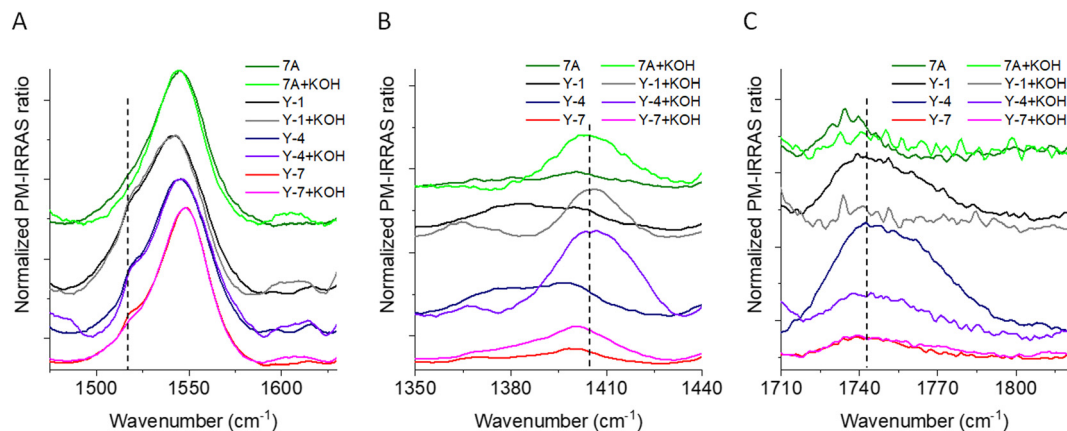 A
B
C
Normalized PM-IRRAS ratio
7A
7A+KOH
Y-1
Y-1+KOH
Y-4
Y-4+KOH
Y-7
Y-7+KOH
1500
1550
1600
Wavenumber (cm⁻¹)
Normalized PM-IRRAS ratio
7A 7A+KOH
Y-1 Y-1+KOH
Y-4 Y-4+KOH
Y-7 Y-7+KOH
1350
1380
1410
1440
Wavenumber (cm⁻¹)
Normalized PM-IRRAS ratio
7A 7A+KOH
Y-1 Y-1+KOH
Y-4 Y-4+KOH
Y-7 Y-7+KOH
1710
1740
1770
1800
Wavenumber (cm⁻¹)